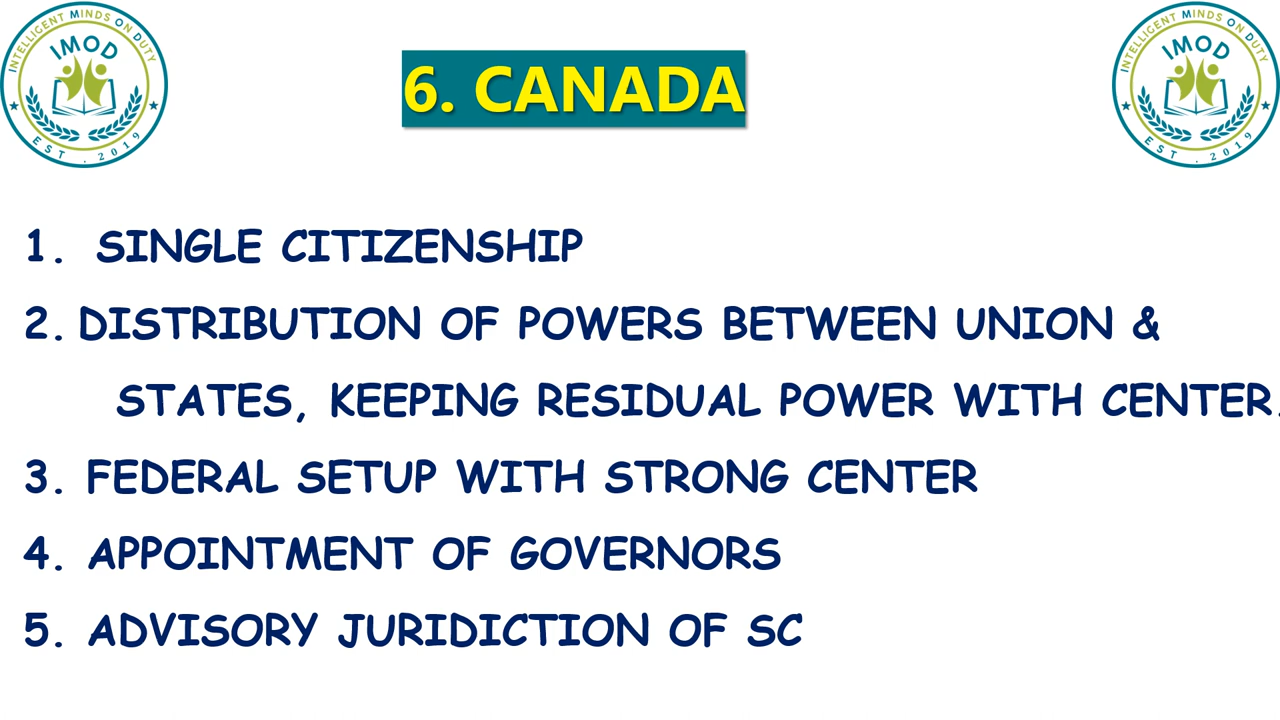 INTELLIGENT MINDS ON DUTY
IMOD
EST . 2019
6. CANADA
INTELLIGENT MINDS ON DUTY
IMOD
EST . 2019
1. SINGLE CITIZENSHIP
2. DISTRIBUTION OF POWERS BETWEEN UNION &
STATES, KEEPING RESIDUAL POWER WITH CENTER.
3. FEDERAL SETUP WITH STRONG CENTER
4. APPOINTMENT OF GOVERNORS
5. ADVISORY JURIDICTION OF SC